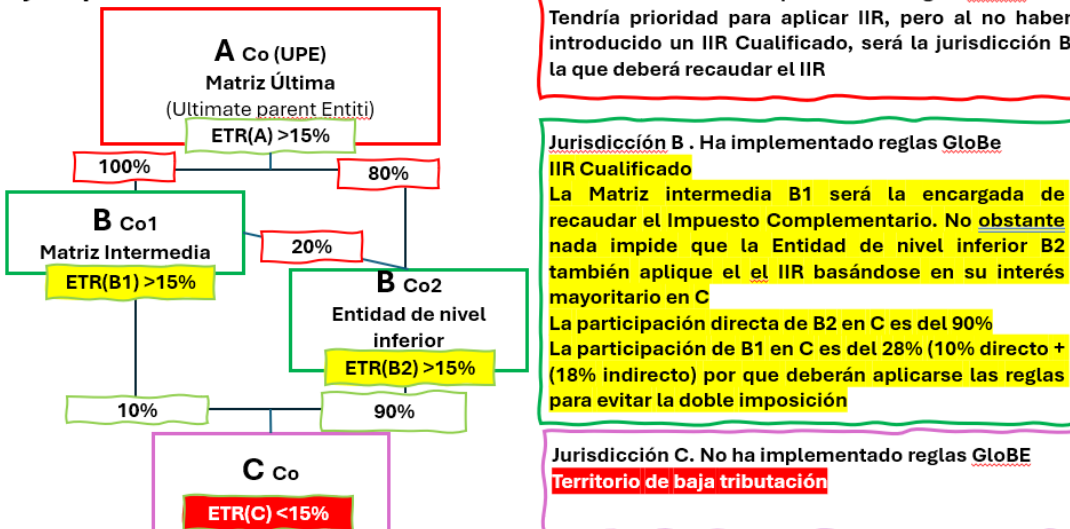 A Co (UPE)
Matriz Última
(Ultimate parent Entiti)
ETR(A) >15%
100%
80%
B Co1
Matriz Intermedia
ETR(B1) >15%
20%
B Co2
Entidad de nivel
inferior
ETR(B2) >15%
10%
90%
C Co
ETR(C) <15%
Tendría prioridad para aplicar IIR, pero al no haber
introducido un IIR Cualificado, será la jurisdicción B
la que deberá recaudar el IIR
Jurisdiccíón B . Ha implementado reglas GloBe
IIR Cualificado
La Matriz intermedia B1 será la encargada de
recaudar el Impuesto Complementario. No obstante
nada impide que la Entidad de nivel inferior B2
también aplique el el IIR basándose en su interés
mayoritario en C
La participación directa de B2 en C es del 90%
La participación de B1 en C es del 28% (10% directo +
(18% indirecto) por que deberán aplicarse las reglas
para evitar la doble imposición
Jurisdicción C. No ha implementado reglas GloBE
Territorio de baja tributación